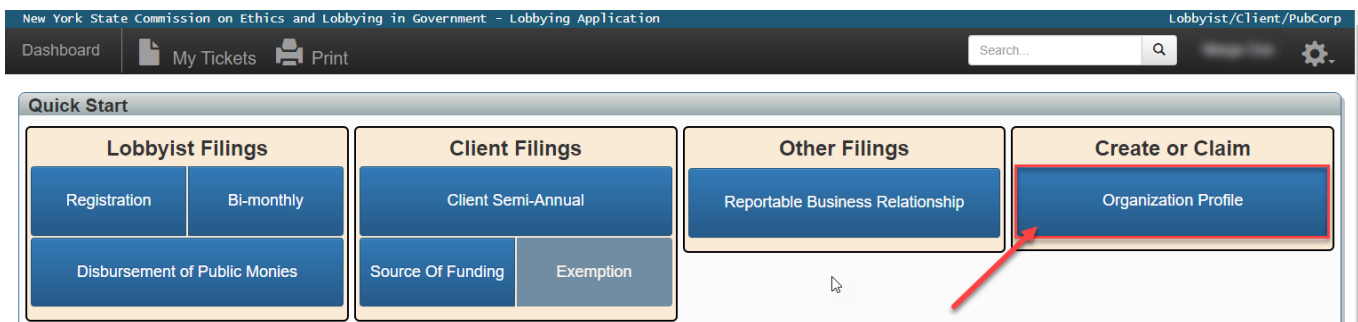 New York State Commission on Ethics and Lobbying in Government - Lobbying Application
Lobbyist/Client/PubCorp
Dashboard
My Tickets
Print
Search...
Quick Start
Lobbyist Filings
Client Filings
Other Filings
Create or Claim
Registration
Bi-monthly
Client Semi-Annual
Reportable Business Relationship
Organization Profile
Disbursement of Public Monies
Source Of Funding
Exemption